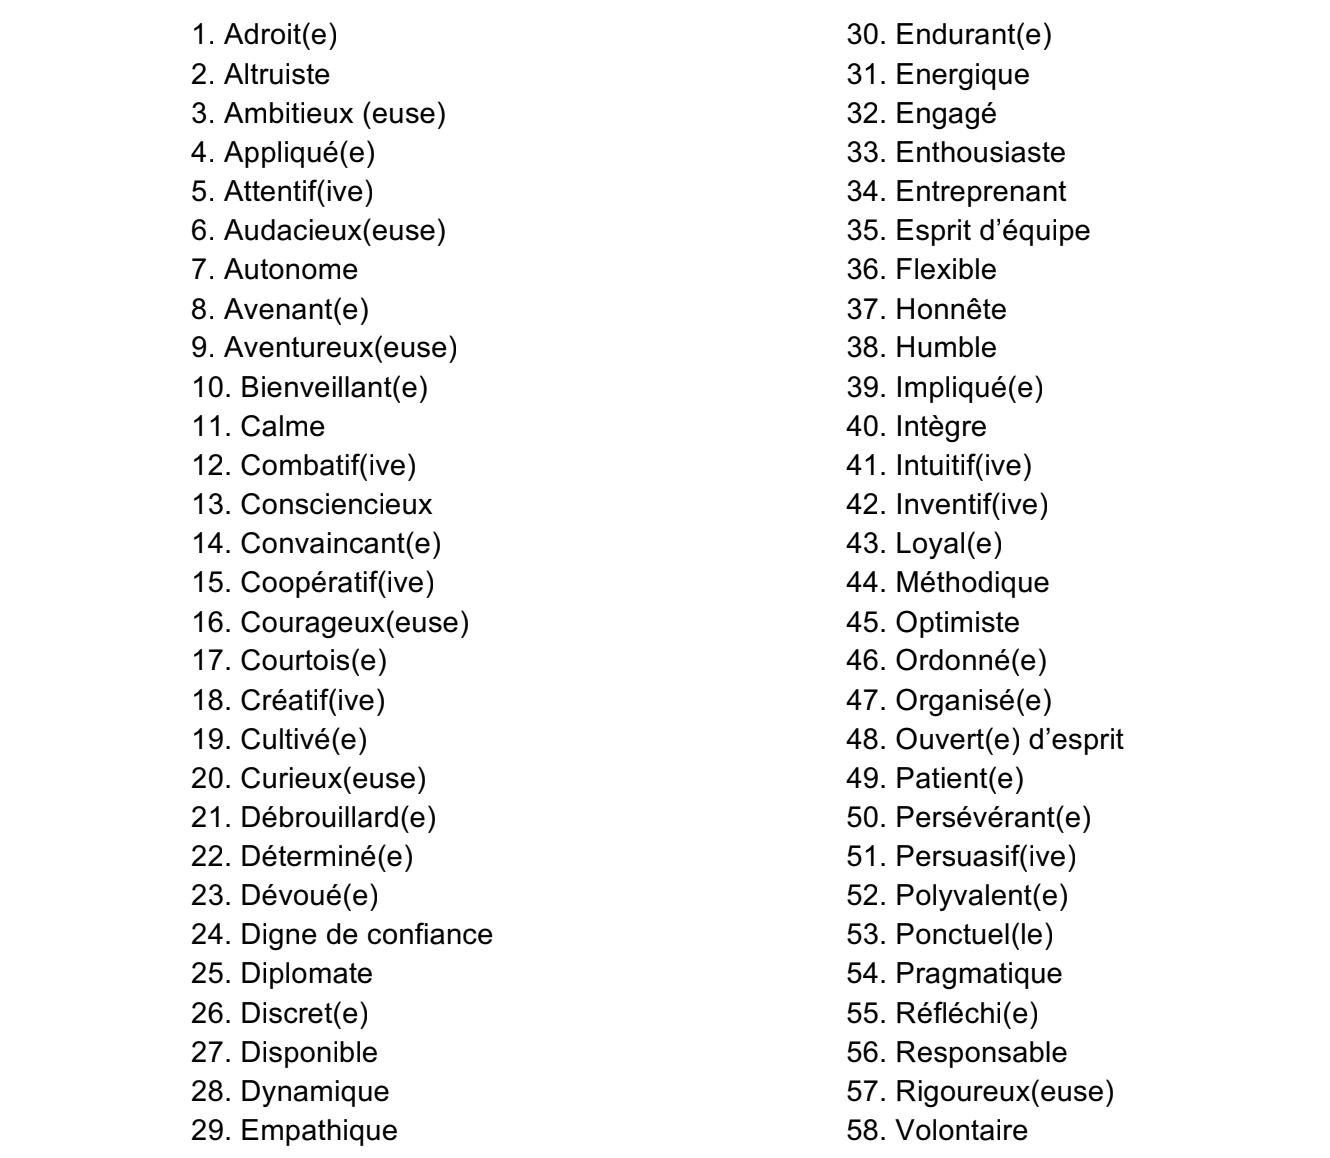 1. Adroit(e)
2. Altruiste
3. Ambitieux (euse)
4. Appliqué(e)
5. Attentif(ive)
6. Audacieux(euse)
7. Autonome
8. Avenant(e)
9. Aventureux(euse)
10. Bienveillant(e)
11. Calme
12. Combatif(ive)
13. Consciencieux
14. Convaincant(e)
15. Coopératif(ive)
16. Courageux(euse)
17. Courtois(e)
18. Créatif(ive)
19. Cultivé(e)
20. Curieux(euse)
21. Débrouillard(e)
22. Déterminé(e)
23. Dévoué(e)
24. Digne de confiance
25. Diplomate
26. Discret(e)
27. Disponible
28. Dynamique
29. Empathique
30. Endurant(e)
31. Energique
32. Engagé
33. Enthousiaste
34. Entreprenant
35. Esprit d’équipe
36. Flexible
37. Honnête
38. Humble
39. Impliqué(e)
40. Intègre
41. Intuitif(ive)
42. Inventif(ive)
43. Loyal(e)
44. Méthodique
45. Optimiste
46. Ordonné(e)
47. Organisé(e)
48. Ouvert(e) d’esprit
49. Patient(e)
50. Persévérant(e)
51. Persuasif(ive)
52. Polyvalent(e)
53. Ponctuel(le)
54. Pragmatique
55. Réfléchi(e)
56. Responsable
57. Rigoureux(euse)
58. Volontaire